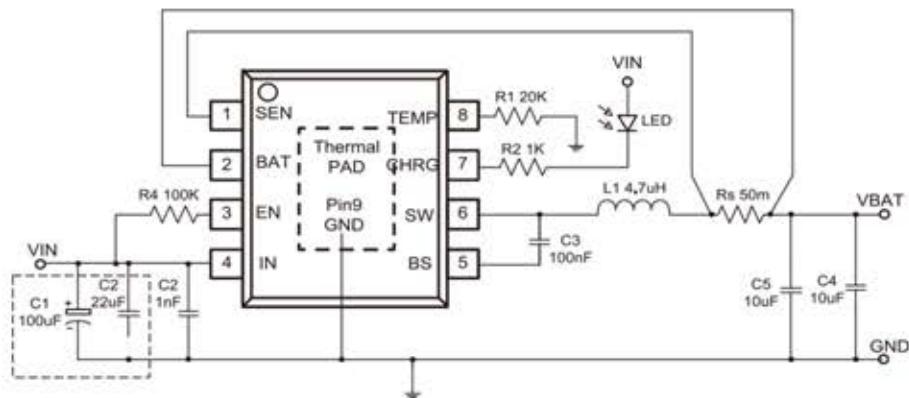 VIN
1
SEN
TEMP
8
R1 20K
LED
Thermal
PAD
2
BAT
CHRG
7
R2 1K
R4 100K
L1 4.7uH
Rs 50m
3
EN
Pin9
GND
SW
6
VBAT
VIN
4
IN
BS
5
C3
100nF
C1
100uF
+
-
C2
22uF
C2
1nF
C5
10uF
C4
10uF
GND